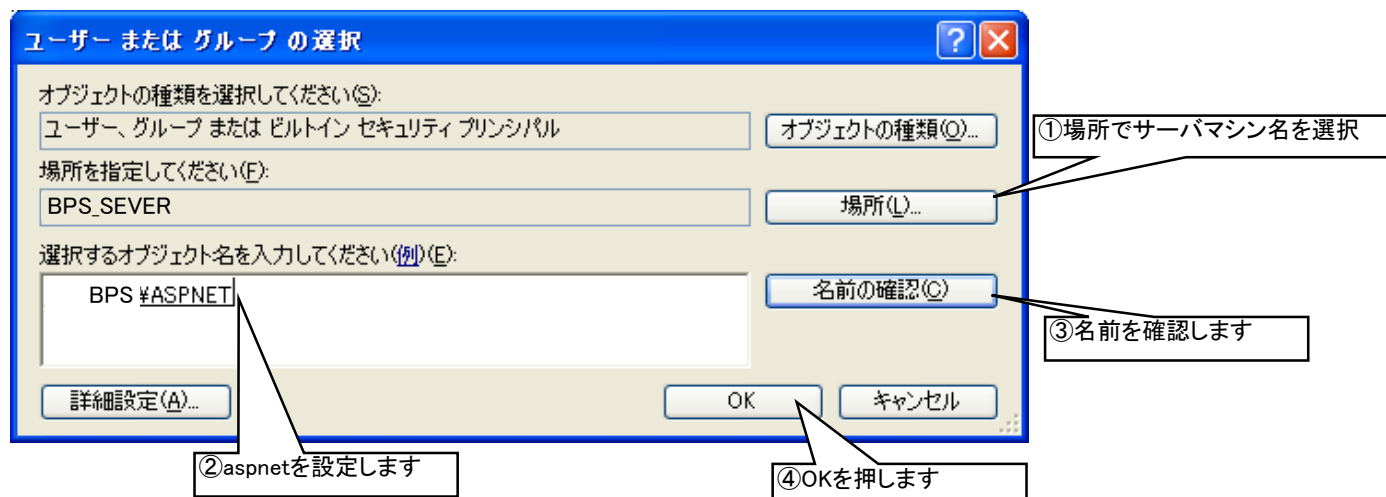 ユーザー または グループ の選択
オブジェクトの種類を選択してください(S):
ユーザー、グループ または ビルトイン セキュリティ プリンシパル
オブジェクトの種類(O)...
①場所でサーバマシン名を選択
場所を指定してください(F):
BPS_SEVER
場所(L)...
選択するオブジェクト名を入力してください(例)(E):
BPS ¥ASPNET
名前の確認(C)
③名前を確認します
詳細設定(A)...
OK
キャンセル
②aspnetを設定します
④OKを押します